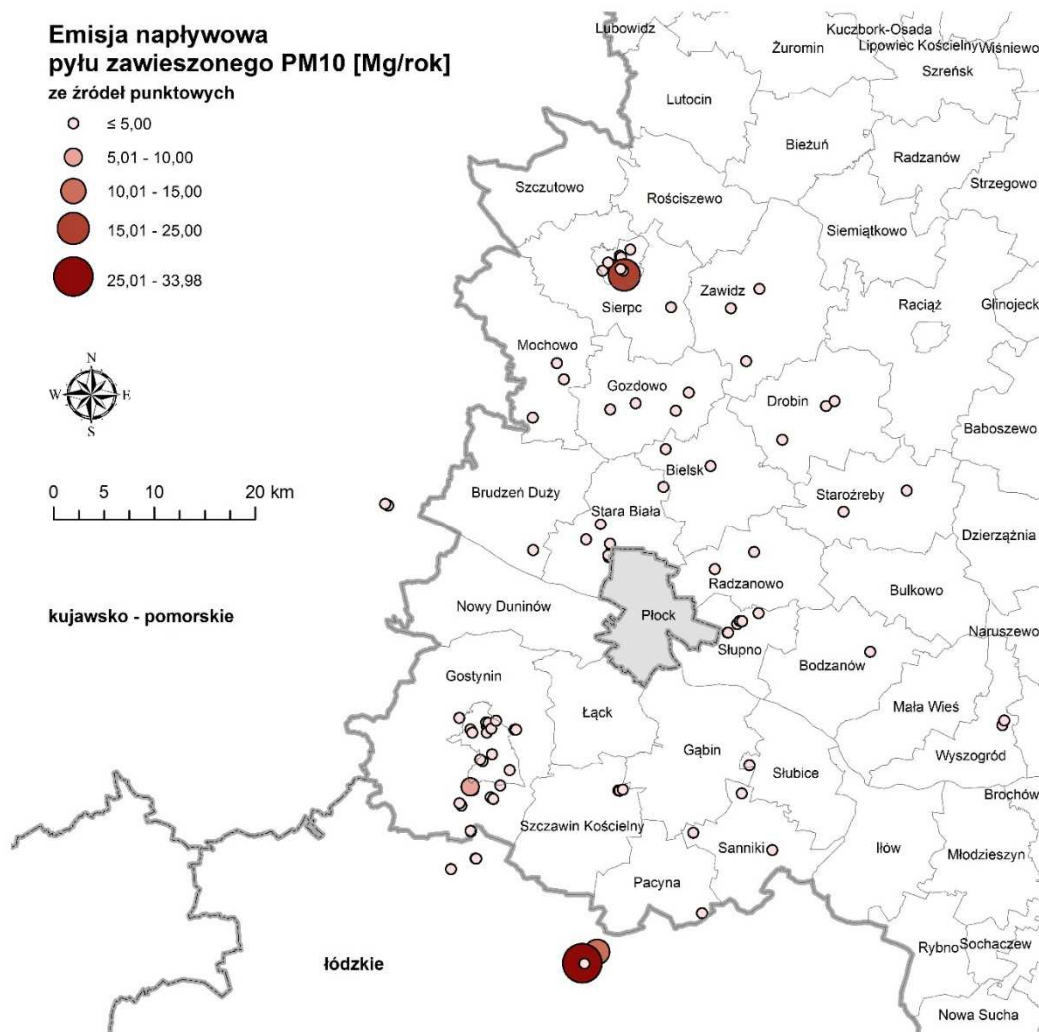 Emisja napływowa
pyłu zawieszonego PM10 [Mg/rok]
ze źródeł punktowych
≤ 5,00
5,01 - 10,00
10,01 - 15,00
15,01 - 25,00
25,01 - 33,98
N
W E
S
0 5 10 20 km
Lubowidz
Kuczbork-Osada
Żuromin
Lipowiec Kościelny
Wiśniewo
Szreńsk
Lutocin
Bieżuń
Radzanów
Strzegowo
Szczutowo
Rościszewo
Siemiątkowo
Sierpc
Zawidz
Raciąż
Glinojeck
Mochowo
Gozdowo
Drobin
Baboszewo
Bielsk
Brudzeń Duży
Staroźreby
Stara Biała
Dzierzążnia
Radzanowo
Bulkowo
kujawsko - pomorskie
Nowy Duninów
Płock
Naruszewo
Słupno
Bodzanów
Gostynin
Łąck
Mała Wieś
Gąbin
Wyszogród
Słubice
Brochów
Szczawin Kościelny
Sanniki
Iłów
Młodzieszyn
Pacyna
Rybno
Sochaczew
łódzkie
Nowa Sucha